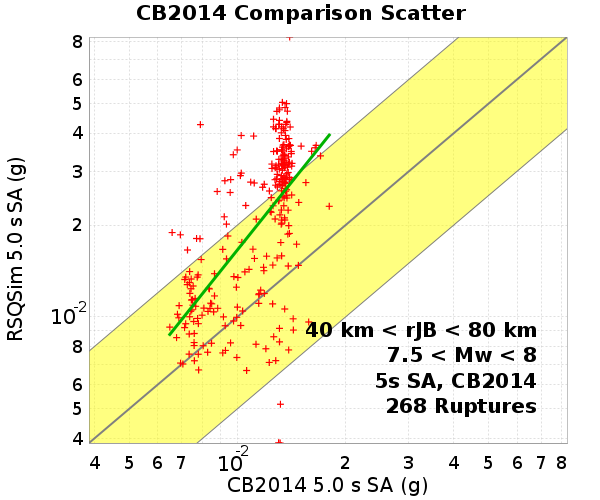 CB2014 Comparison Scatter
8
6
5
4
3
2
10-2
8
6
5
4
RSQSim 5.0 s SA (g)
40 km < rJB < 80 km
7.5 < Mw < 8
5s SA, CB2014
268 Ruptures
4 5 6 7 10-2 2 3 4 5 6 7 8
CB2014 5.0 s SA (g)